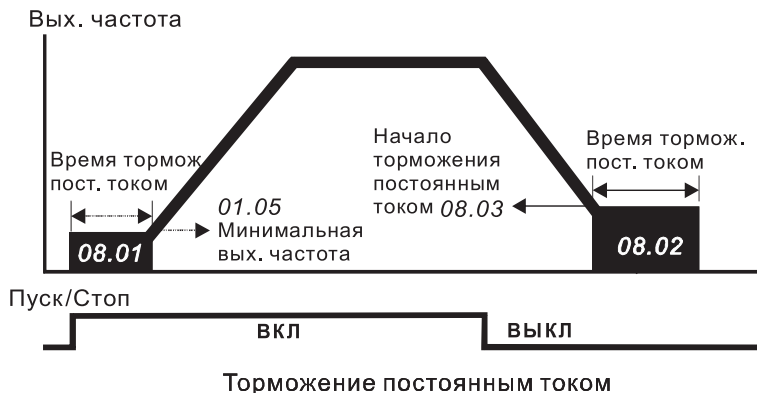 Вых. частота
Время тормож.
пост. током
08.01
01.05
Минимальная
вых. частота
Начало
торможения
постоянным
током 08.03
Время тормож.
пост. током
08.02
Пуск/Стоп
ВКЛ
ВЫКЛ
Торможение постоянным током